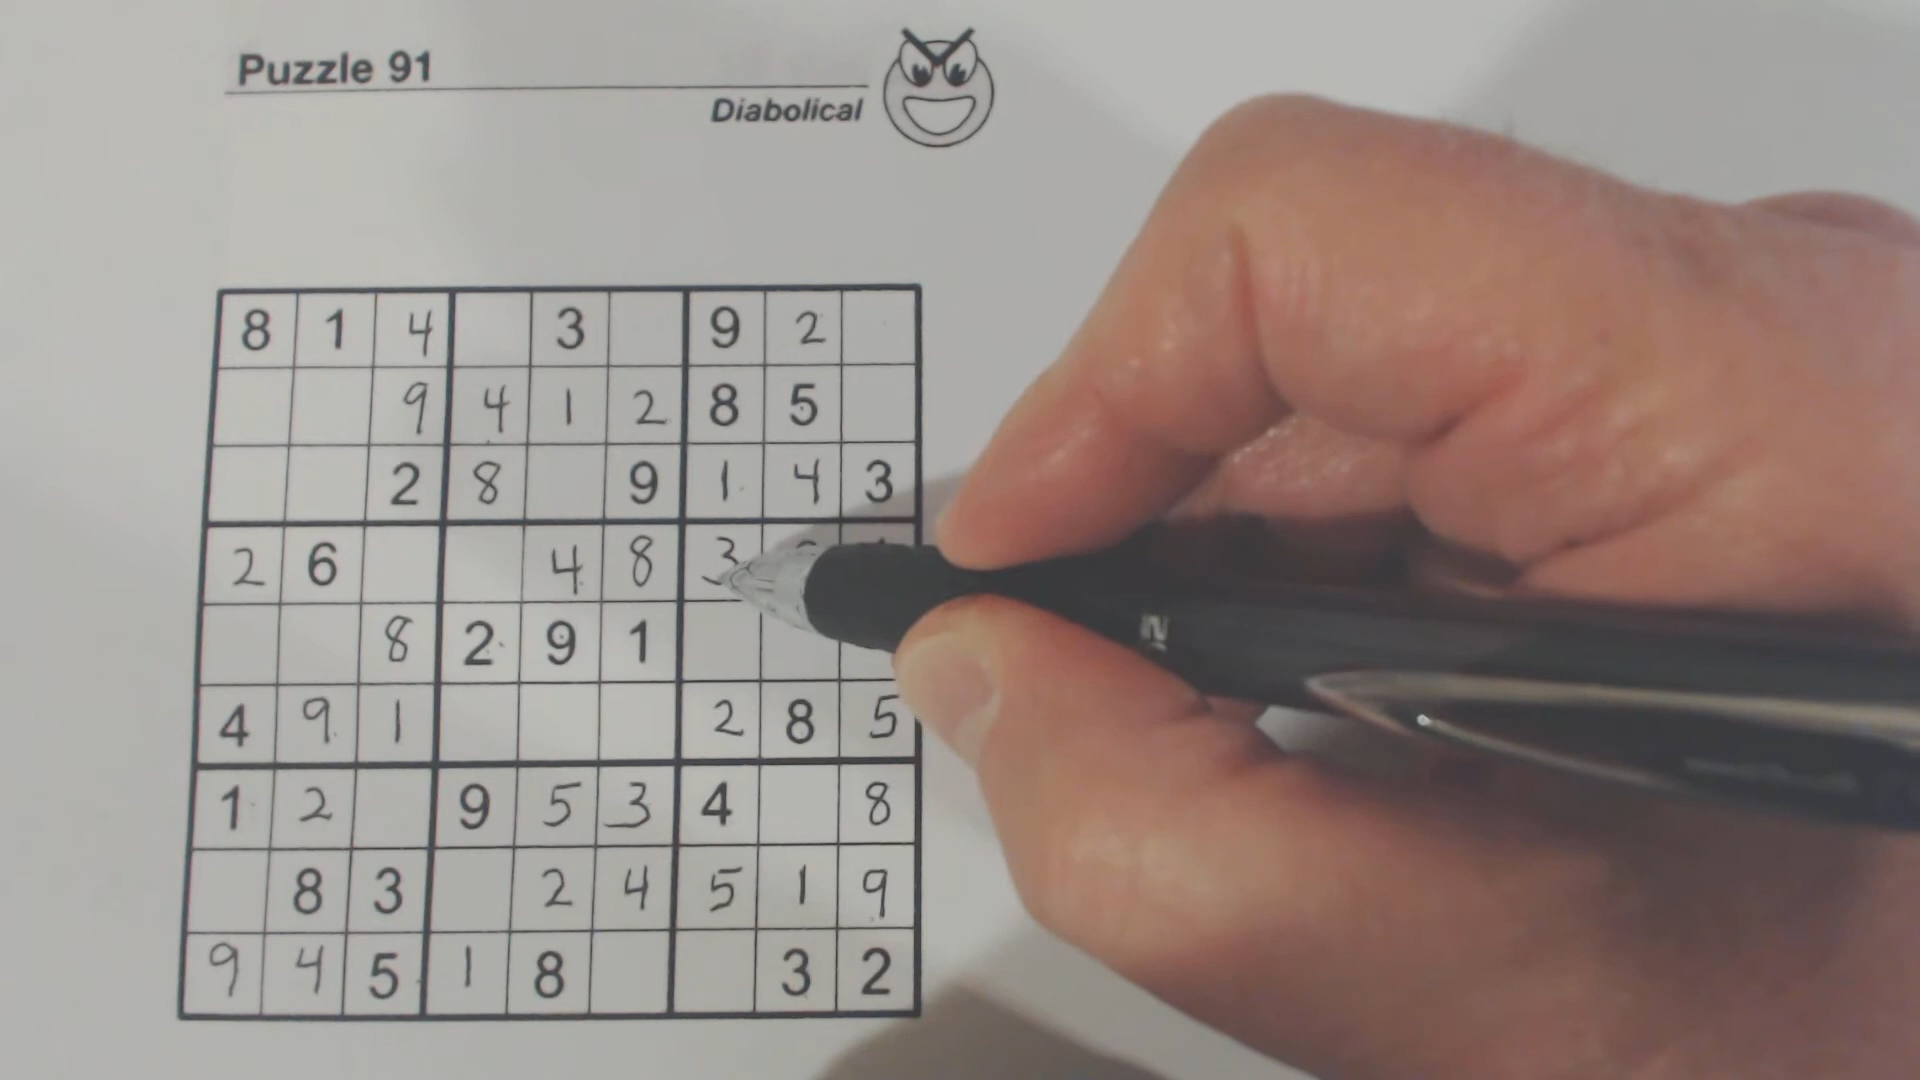 Puzzle 91
Diabolical
8 1 4 3 9 2
9 4 1 2 8 5
2 8 9 1 4 3
2 6 4 8 3
8 2 9 1
4 9 1 2 8 5
1 2 9 5 3 4 8
8 3 2 4 5 1 9
9 4 5 1 8 3 2